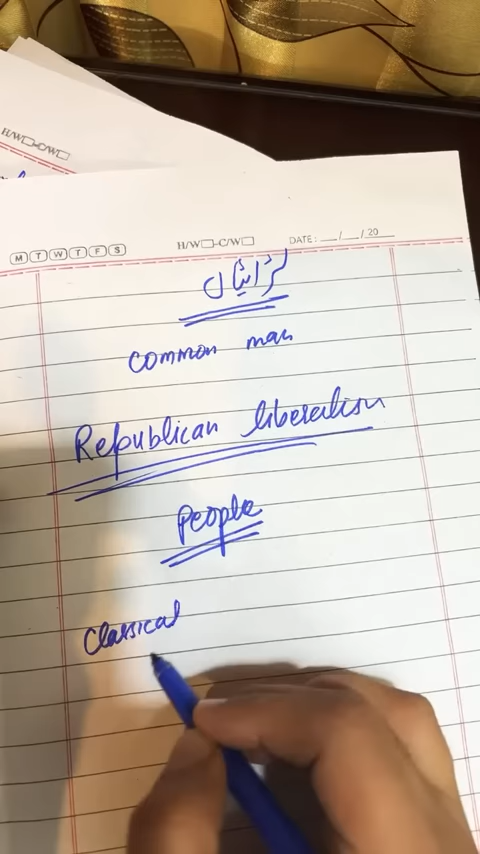 H/W☐-C/W☐
M T W T F S
H/W☐-C/W☐ DATE: __/__/20
common man
Republican liberalism
People
Classical